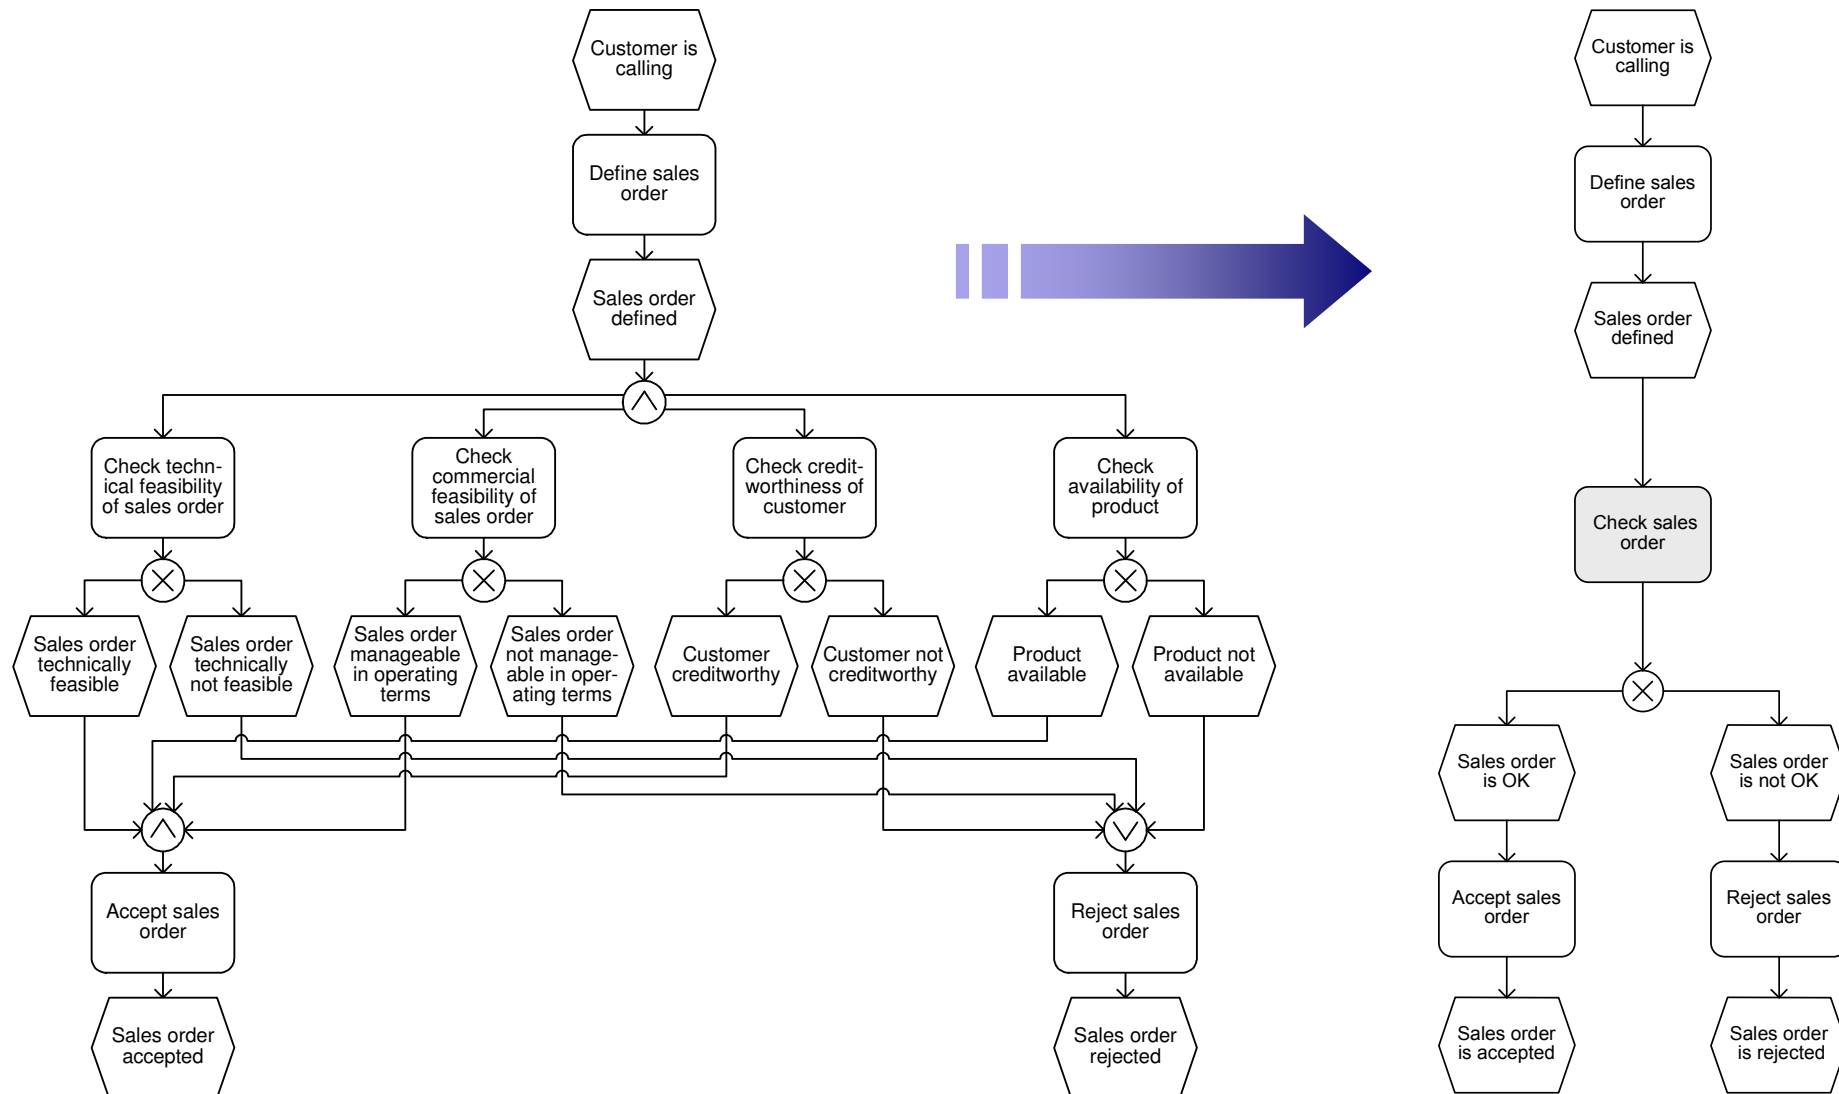 Customer is
calling
Define sales
order
Sales order
defined
Check techn-
ical feasibility
of sales order
Check
commercial
feasibility of
sales order
Check credit-
worthiness of
customer
Check
availability of
product
Sales order
technically
feasible
Sales order
technically
not feasible
Sales order
manageable
in operating
terms
Sales order
not manage-
able in oper-
ating terms
Customer
creditworthy
Customer not
creditworthy
Product
available
Product not
available
Accept sales
order
Reject sales
order
Sales order
accepted
Sales order
rejected
Customer is
calling
Define sales
order
Sales order
defined
Check sales
order
Sales order
is OK
Sales order
is not OK
Accept sales
order
Reject sales
order
Sales order
is accepted
Sales order
is rejected